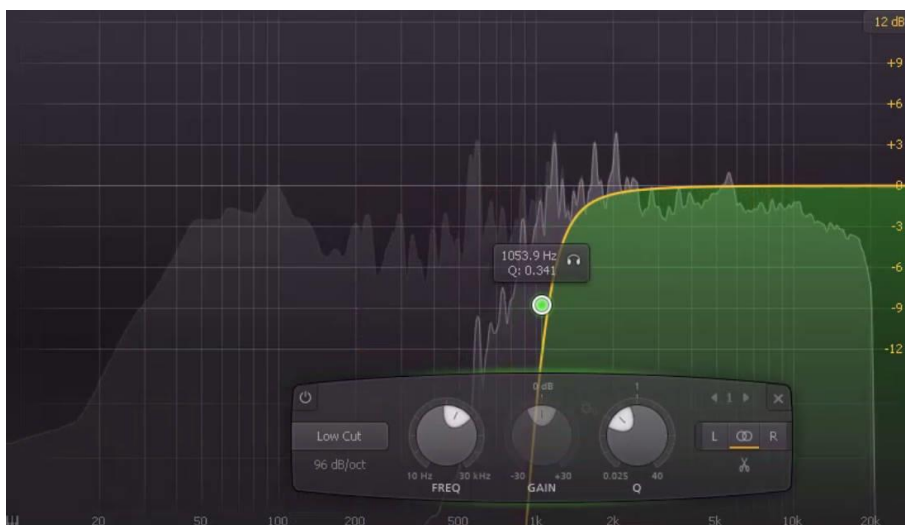 12 dB
+9
+6
+3
0
-3
-6
-9
-12
1053.9 Hz
Q: 0.341
0 dB
1
1
Low Cut
L
R
96 dB/oct
10 Hz
30 kHz
-30
+30
0.025
40
FREQ
GAIN
Q
20
50
100
200
500
1k
2k
5k
10k
20k